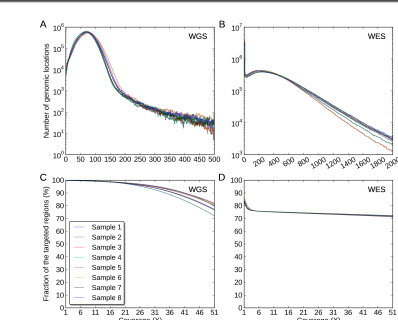 A
WGS
Number of genomic locations
10^6
10^5
10^4
10^3
10^2
10^1
10^0
0 50 100 150 200 250 300 350 400 450 500
B
WES
10^7
10^6
10^5
10^4
10^3
0 200 400 600 800 1000 1200 1400 1600 1800 2000
C
WGS
Fraction of the targeted regions (%)
100
90
80
70
60
50
40
30
20
10
0
Sample 1
Sample 2
Sample 3
Sample 4
Sample 5
Sample 6
Sample 7
Sample 8
1 6 11 16 21 26 31 36 41 46 51
Coverage (X)
D
WES
100
90
80
70
60
50
40
30
20
10
0
1 6 11 16 21 26 31 36 41 46 51
Coverage (X)